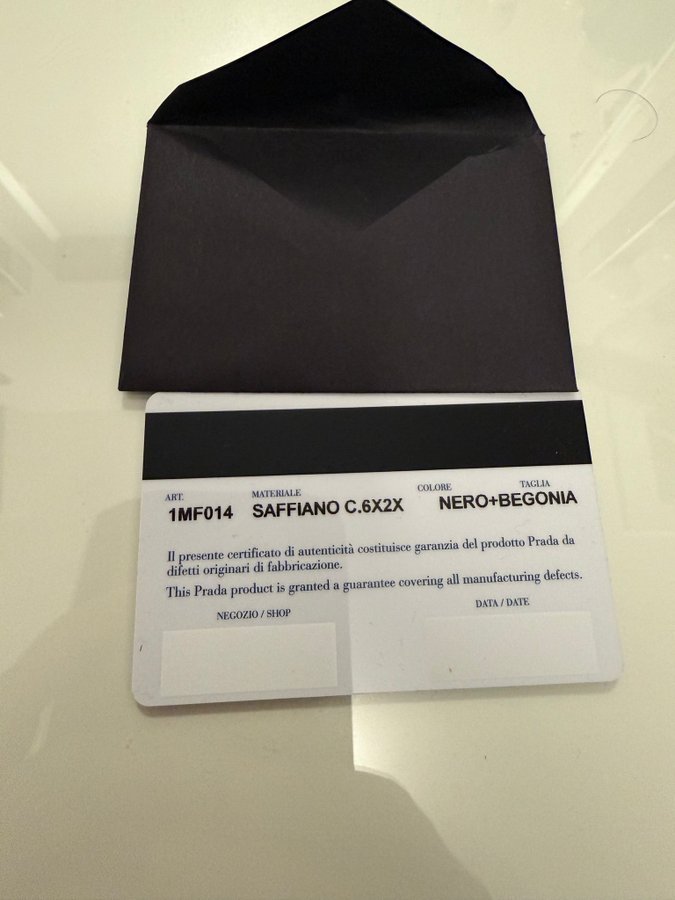 ART. MATERIALE COLORE TAGLIA
1MF014 SAFFIANO C.6X2X NERO+BEGONIA
Il presente certificato di autenticità costituisce garanzia del prodotto Prada da
difetti originari di fabbricazione.
This Prada product is granted a guarantee covering all manufacturing defects.
NEGOZIO / SHOP DATA / DATE